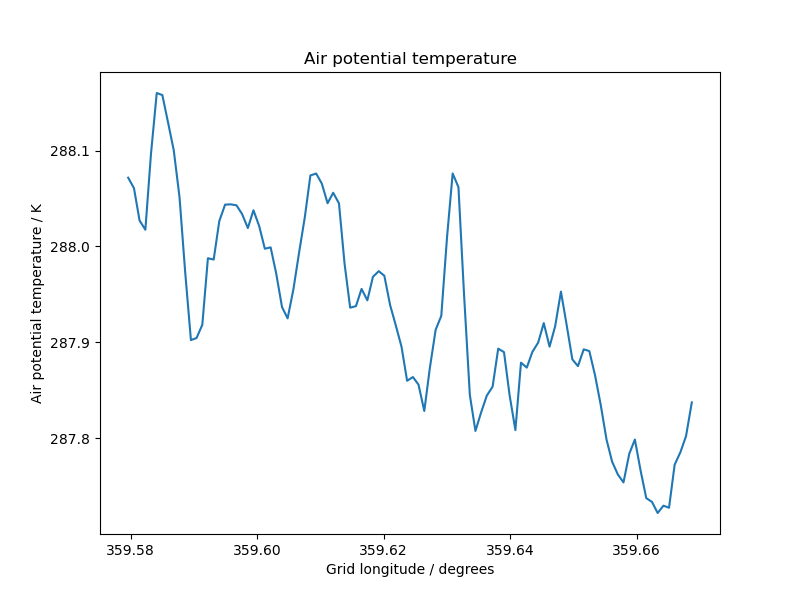 Air potential temperature
Air potential temperature / K
288.1
288.0
287.9
287.8
359.58 359.60 359.62 359.64 359.66
Grid longitude / degrees